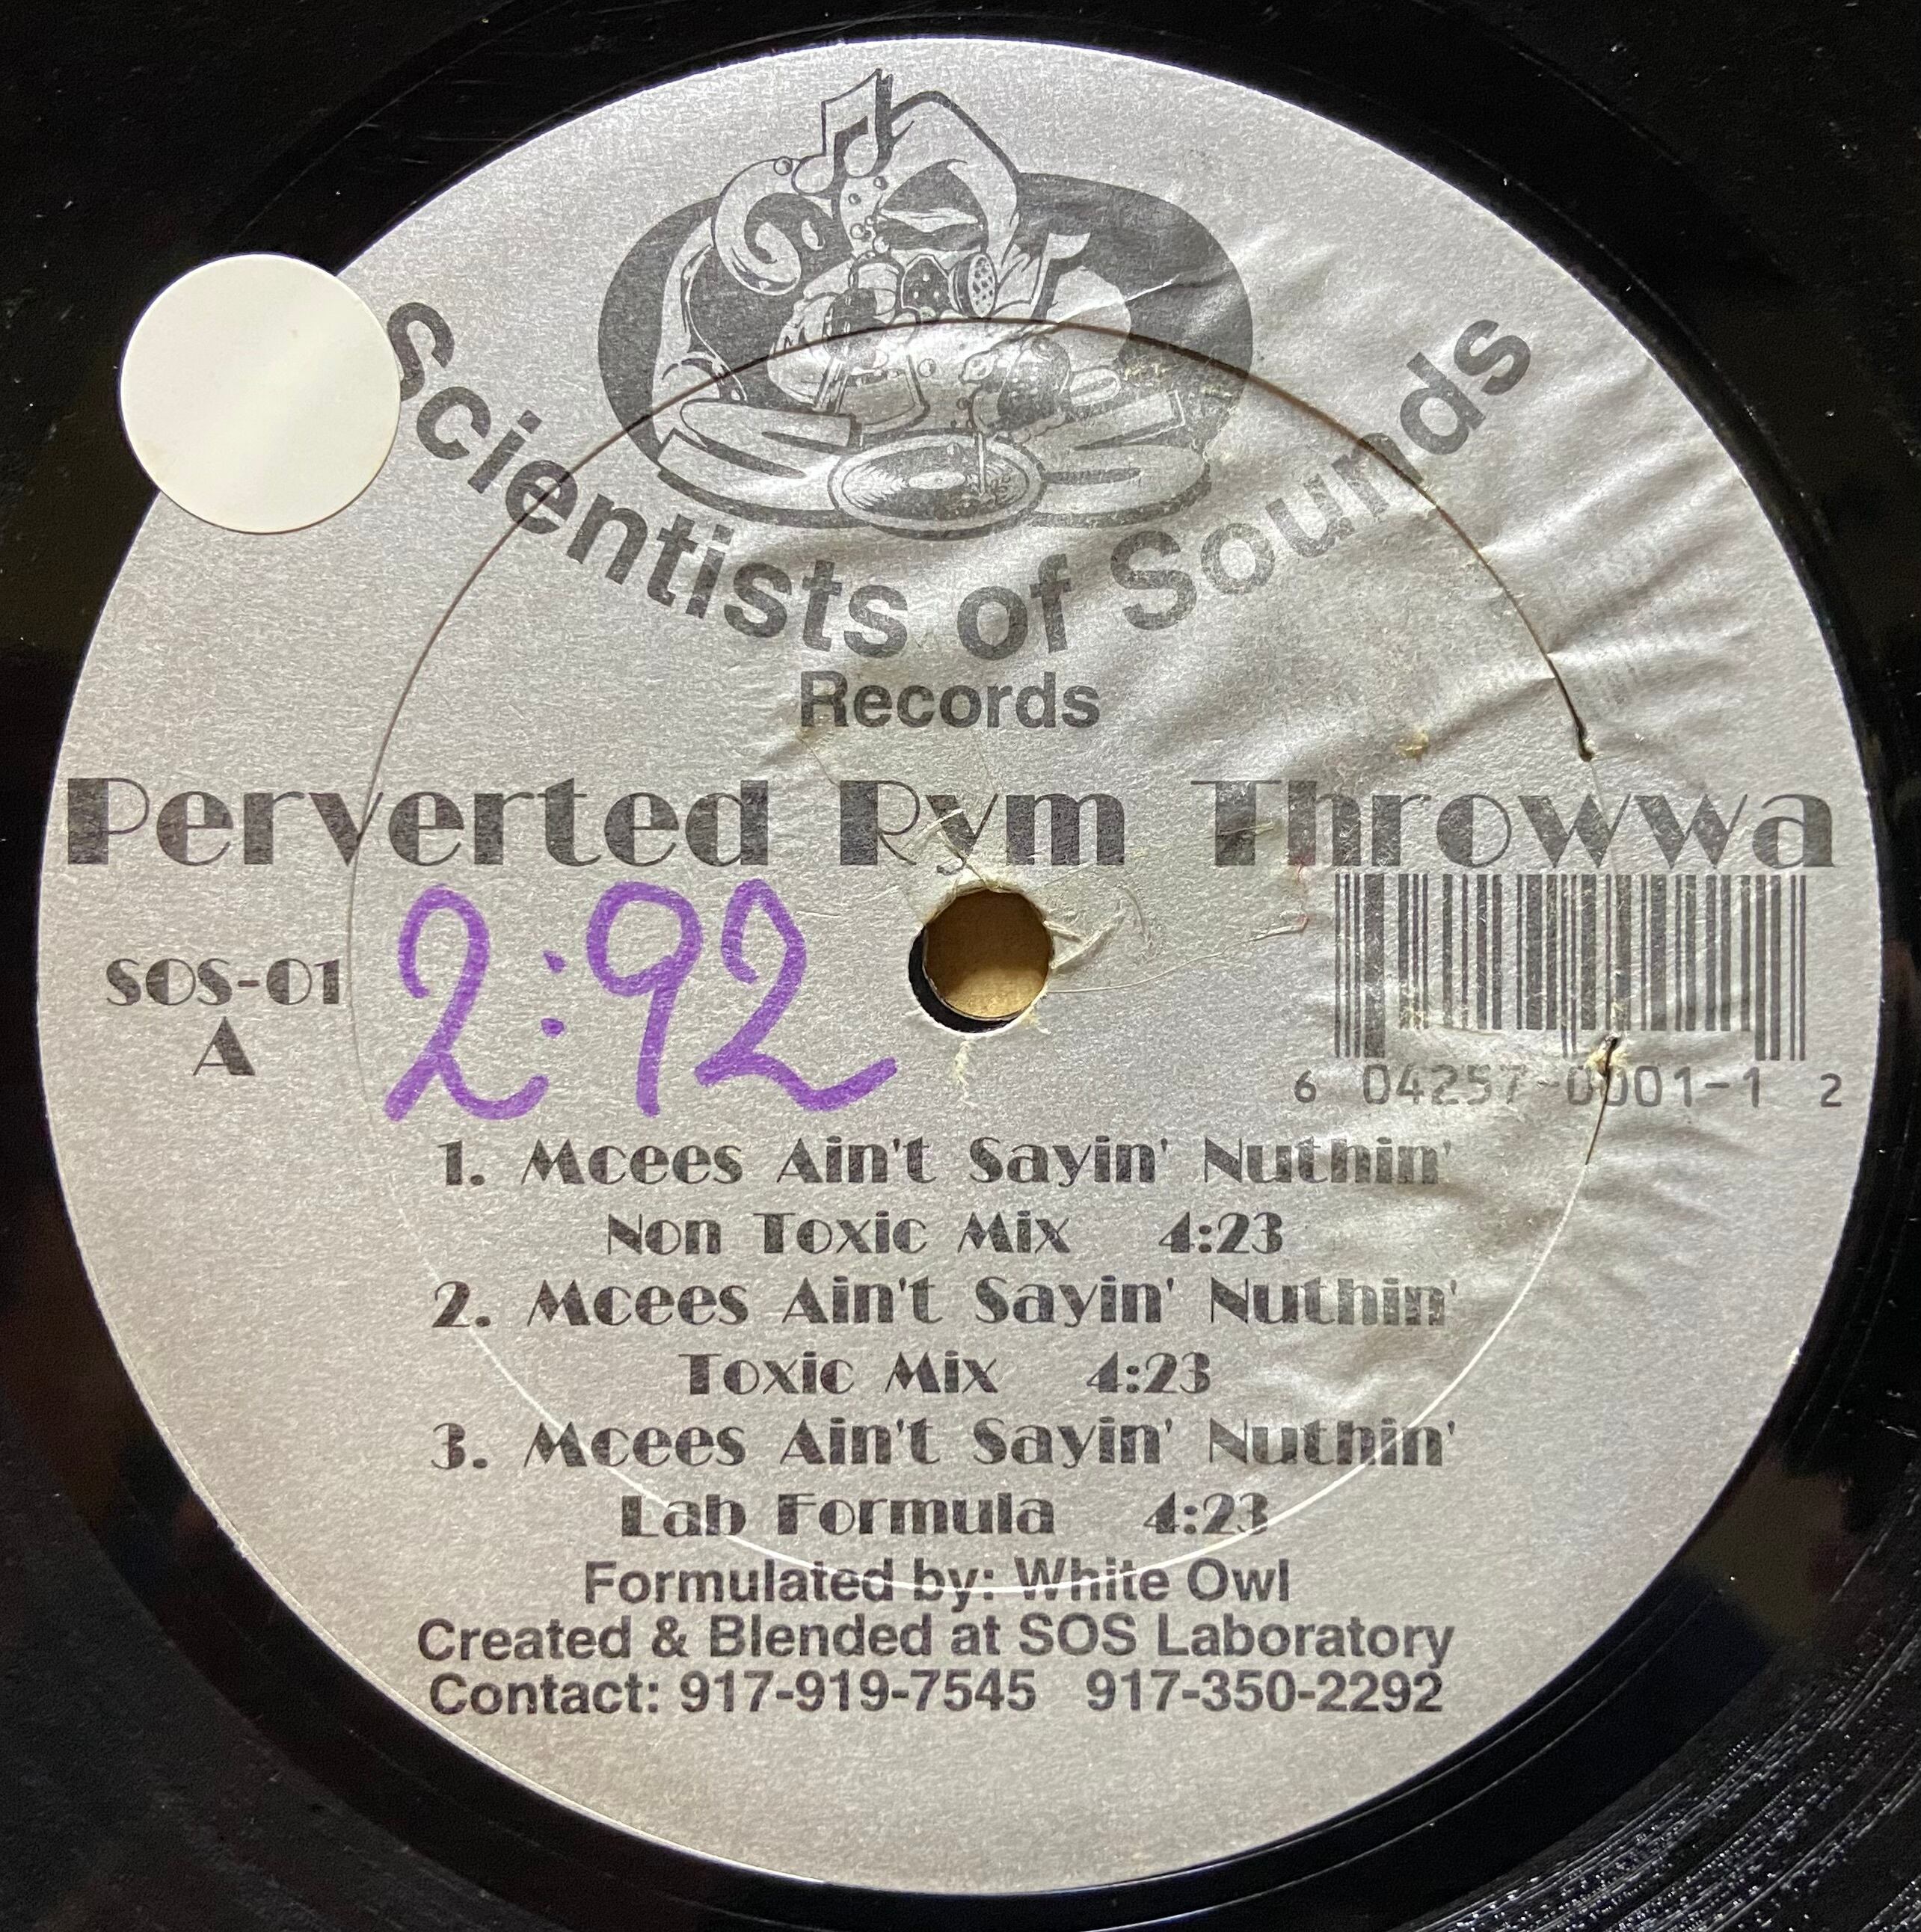 Scientists of Sounds
Records
Perverted Rym Throwwa
SOS-01
A
2:92
6 04257-0001-1 2
1. Mcees Ain't Sayin' Nuthin'
Non Toxic Mix 4:23
2. Mcees Ain't Sayin' Nuthin'
Toxic Mix 4:23
3. Mcees Ain't Sayin' Nuthin'
Lab Formula 4:23
Formulated by: White Owl
Created & Blended at SOS Laboratory
Contact: 917-919-7545 917-350-2292